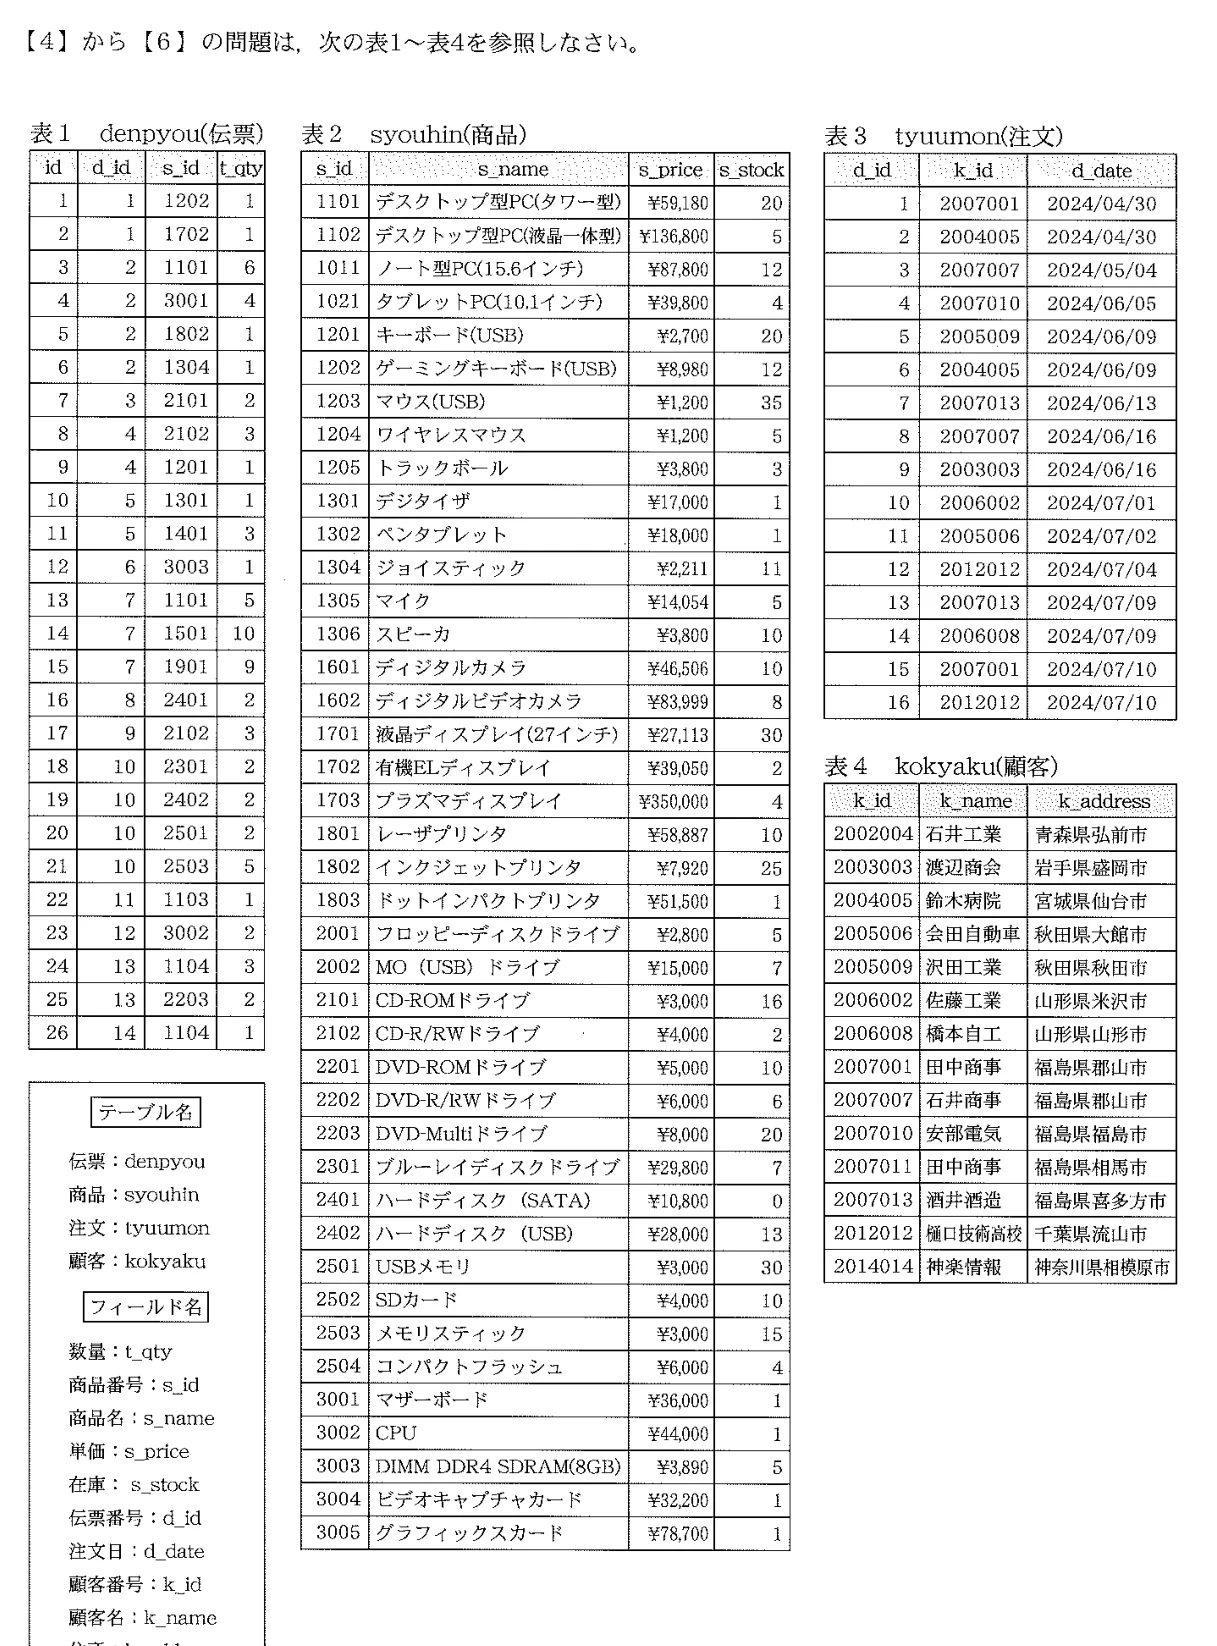 【4】から【6】の問題は，次の表1～表4を参照しなさい。
表1　denpyou(伝票)
id d_id s_id t_qty
1 1 1202 1
2 1 1702 1
3 2 1101 6
4 2 3001 4
5 2 1802 1
6 2 1304 1
7 3 2101 2
8 4 2102 3
9 4 1201 1
10 5 1301 1
11 5 1401 3
12 6 3003 1
13 7 1101 5
14 7 1501 10
15 7 1901 9
16 8 2401 2
17 9 2102 3
18 10 2301 2
19 10 2402 2
20 10 2501 2
21 10 2503 5
22 11 1103 1
23 12 3002 2
24 13 1104 3
25 13 2203 2
26 14 1104 1
テーブル名
伝票：denpyou
商品：syouhin
注文：tyuumon
顧客：kokyaku
フィールド名
数量：t_qty
商品番号：s_id
商品名：s_name
単価：s_price
在庫：s_stock
伝票番号：d_id
注文日：d_date
顧客番号：k_id
顧客名：k_name
表2　syouhin(商品)
s_id s_name s_price s_stock
1101 デスクトップ型PC(タワー型) ¥59,180 20
1102 デスクトップ型PC(液晶一体型) ¥136,800 5
1011 ノート型PC(15.6インチ) ¥87,800 12
1021 タブレットPC(10.1インチ) ¥39,800 4
1201 キーボード(USB) ¥2,700 20
1202 ゲーミングキーボード(USB) ¥8,980 12
1203 マウス(USB) ¥1,200 35
1204 ワイヤレスマウス ¥1,200 5
1205 トラックボール ¥3,800 3
1301 デジタイザ ¥17,000 1
1302 ペンタブレット ¥18,000 1
1304 ジョイスティック ¥2,211 11
1305 マイク ¥14,054 5
1306 スピーカ ¥3,800 10
1601 ディジタルカメラ ¥46,506 10
1602 ディジタルビデオカメラ ¥83,999 8
1701 液晶ディスプレイ(27インチ) ¥27,113 30
1702 有機ELディスプレイ ¥39,050 2
1703 プラズマディスプレイ ¥350,000 4
1801 レーザプリンタ ¥58,887 10
1802 インクジェットプリンタ ¥7,920 25
1803 ドットインパクトプリンタ ¥51,500 1
2001 フロッピーディスクドライブ ¥2,800 5
2002 MO（USB）ドライブ ¥15,000 7
2101 CD-ROMドライブ ¥3,000 16
2102 CD-R/RWドライブ ¥4,000 2
2201 DVD-ROMドライブ ¥5,000 10
2202 DVD-R/RWドライブ ¥6,000 6
2203 DVD-Multiドライブ ¥8,000 20
2301 ブルーレイディスクドライブ ¥29,800 7
2401 ハードディスク（SATA） ¥10,800 0
2402 ハードディスク（USB） ¥28,000 13
2501 USBメモリ ¥3,000 30
2502 SDカード ¥4,000 10
2503 メモリスティック ¥3,000 15
2504 コンパクトフラッシュ ¥6,000 4
3001 マザーボード ¥36,000 1
3002 CPU ¥44,000 1
3003 DIMM DDR4 SDRAM(8GB) ¥3,890 5
3004 ビデオキャプチャカード ¥32,200 1
3005 グラフィックスカード ¥78,700 1
表3　tyuumon(注文)
d_id k_id d_date
1 2007001 2024/04/30
2 2004005 2024/04/30
3 2007007 2024/05/04
4 2007010 2024/06/05
5 2005009 2024/06/09
6 2004005 2024/06/09
7 2007013 2024/06/13
8 2007007 2024/06/16
9 2003003 2024/06/16
10 2006002 2024/07/01
11 2005006 2024/07/02
12 2012012 2024/07/04
13 2007013 2024/07/09
14 2006008 2024/07/09
15 2007001 2024/07/10
16 2012012 2024/07/10
表4　kokyaku(顧客)
k_id k_name k_address
2002004 石井工業 青森県弘前市
2003003 渡辺商会 岩手県盛岡市
2004005 鈴木病院 宮城県仙台市
2005006 会田自動車 秋田県大館市
2005009 沢田工業 秋田県秋田市
2006002 佐藤工業 山形県米沢市
2006008 橋本自工 山形県山形市
2007001 田中商事 福島県郡山市
2007007 石井商事 福島県郡山市
2007010 安部電気 福島県福島市
2007011 田中商事 福島県相馬市
2007013 酒井酒造 福島県喜多方市
2012012 樋口技術高校 千葉県流山市
2014014 神楽情報 神奈川県相模原市